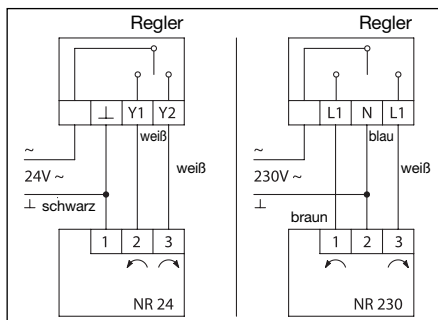 Regler
⊥ Y1 Y2
weiß
~
24V ~
weiß
⊥ schwarz
1 2 3
NR 24
Regler
L1 N L1
blau
~
230V ~
weiß
⊥
braun
1 2 3
NR 230